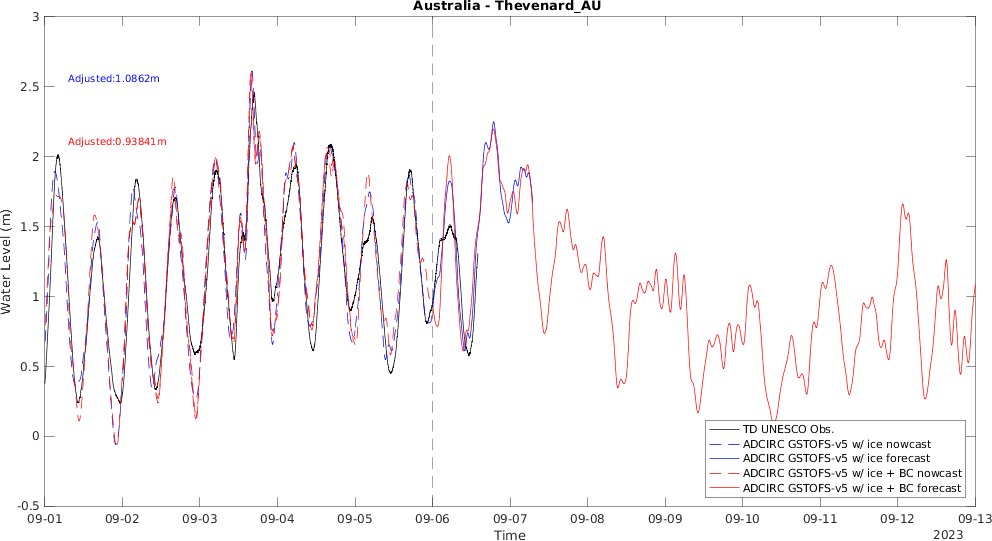 Australia - Thevenard_AU
3
2.5
2
1.5
1
0.5
0
-0.5
Water Level (m)
Adjusted:1.0862m
Adjusted:0.93841m
TD UNESCO Obs.
ADCIRC GSTOFS-v5 w/ ice nowcast
ADCIRC GSTOFS-v5 w/ ice forecast
ADCIRC GSTOFS-v5 w/ ice + BC nowcast
ADCIRC GSTOFS-v5 w/ ice + BC forecast
09-01 09-02 09-03 09-04 09-05 09-06 09-07 09-08 09-09 09-10 09-11 09-12 09-13
Time
2023